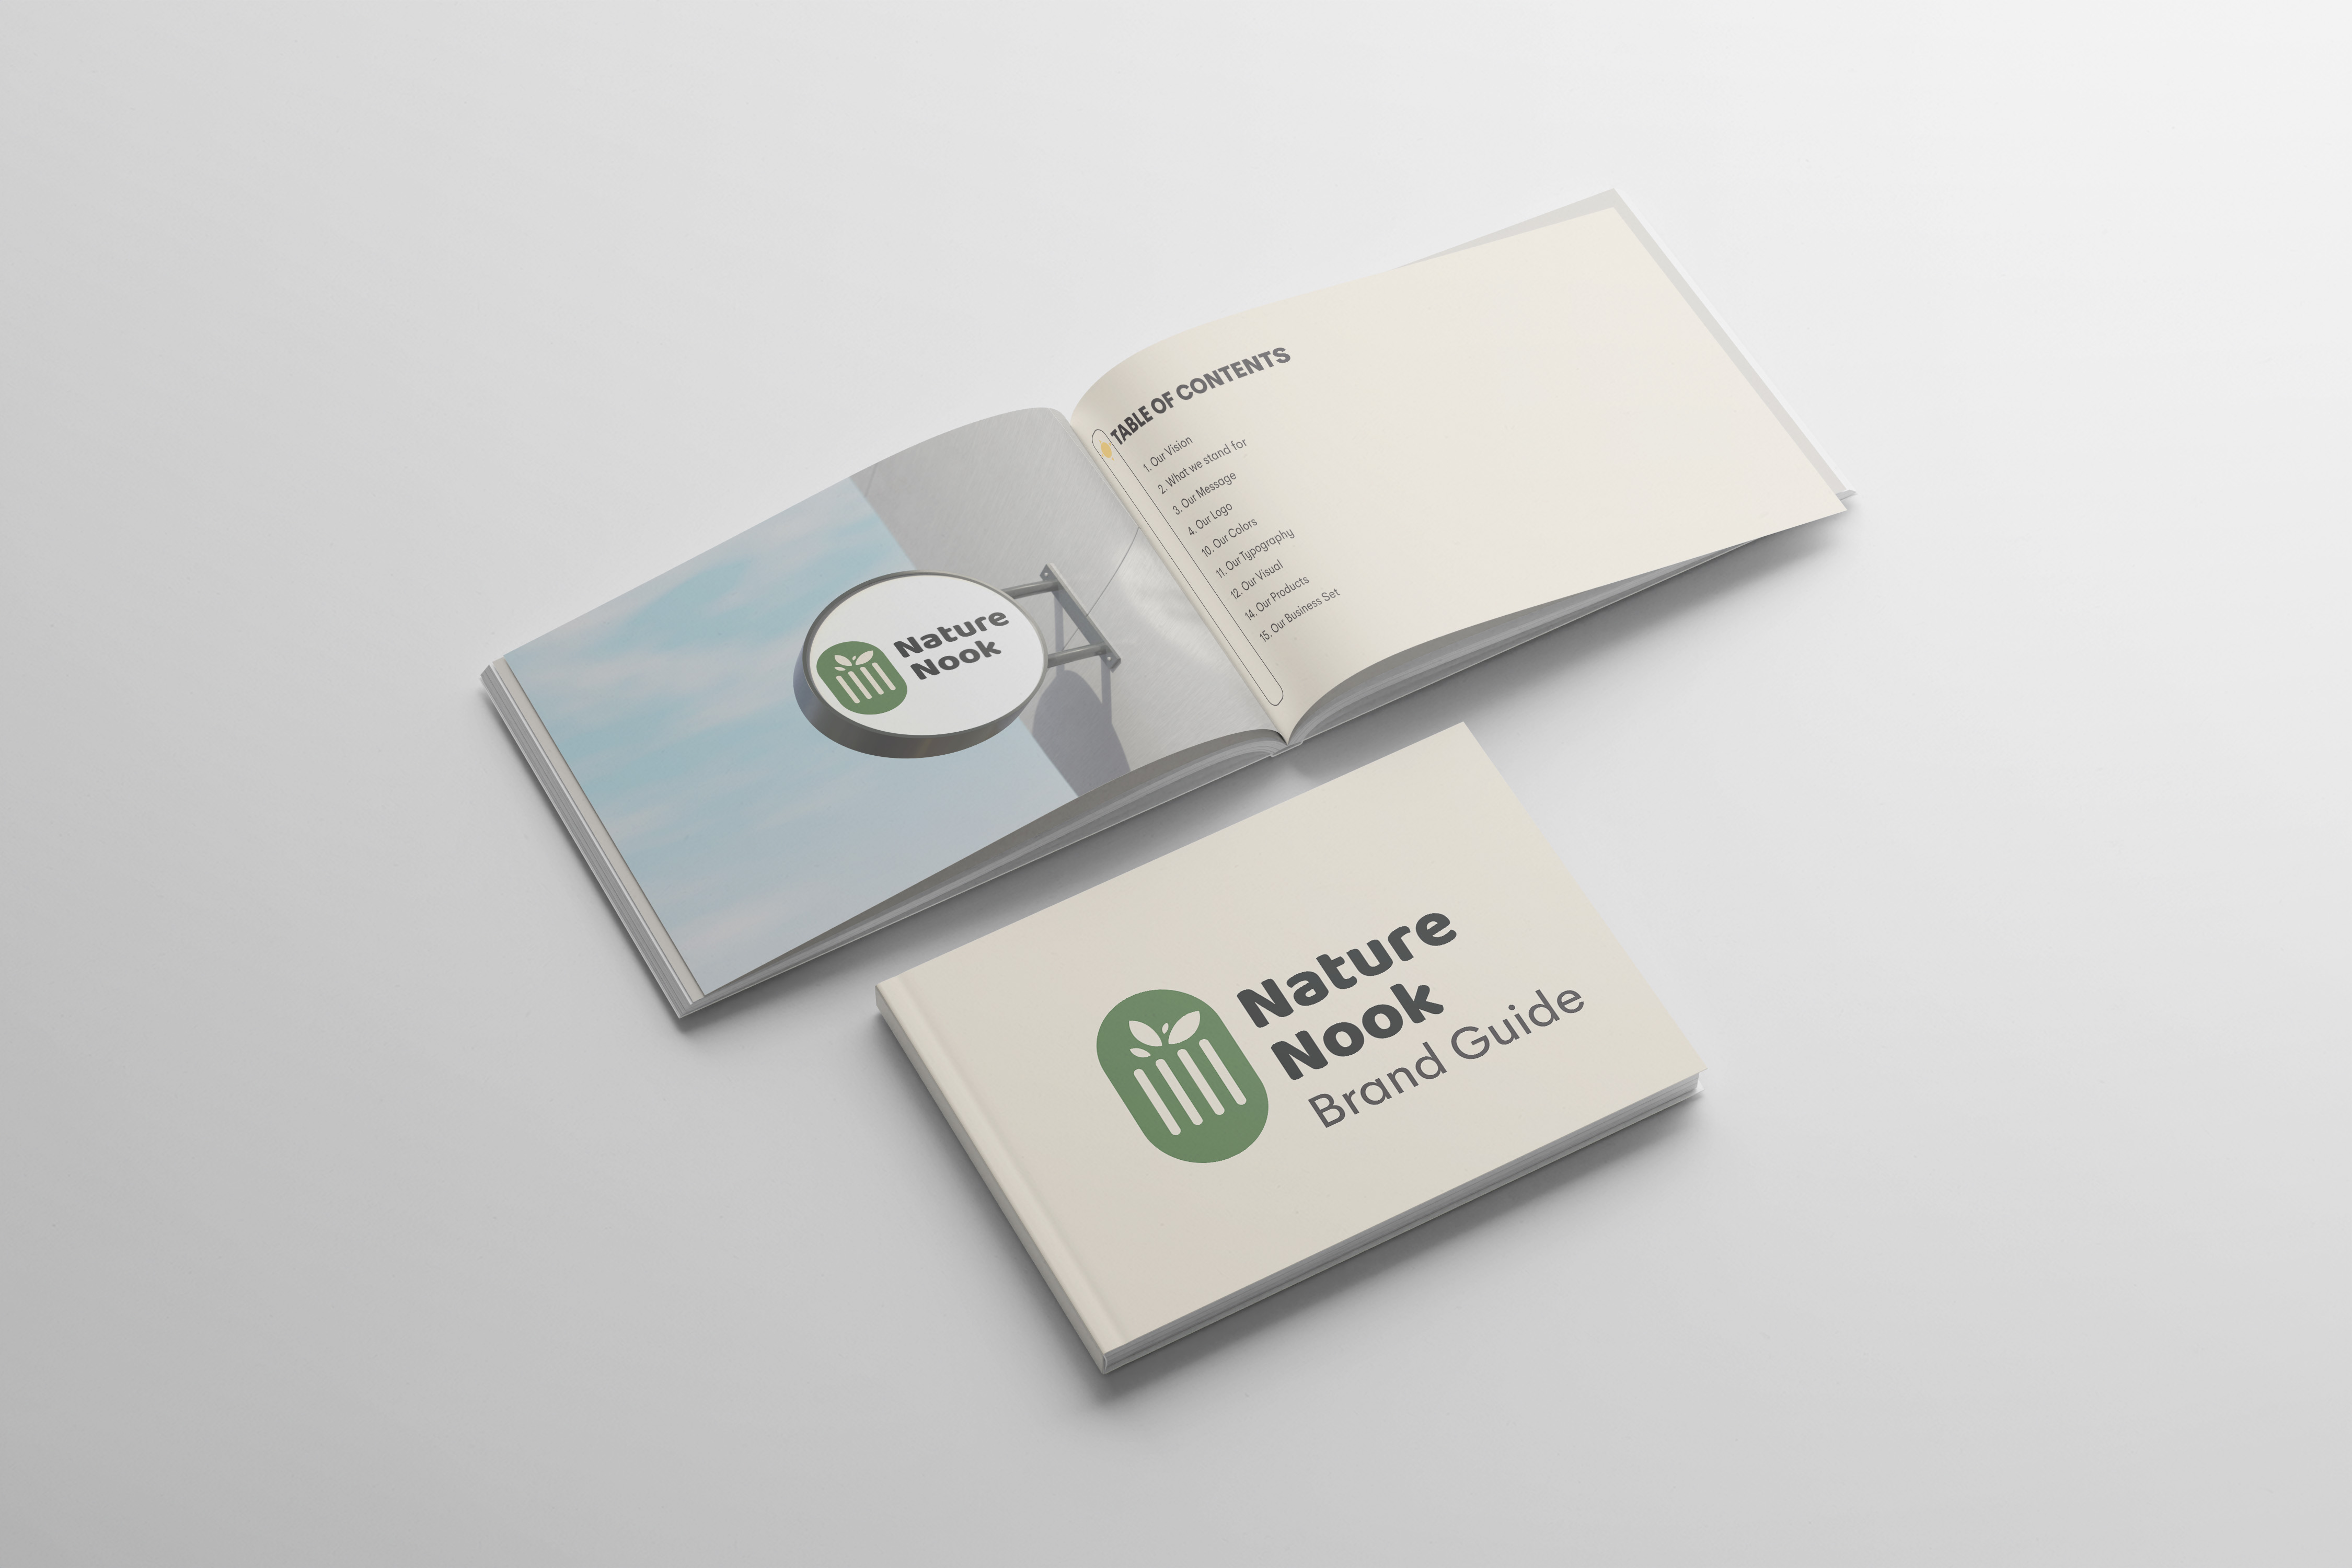 TABLE OF CONTENTS
1. Our Vision
2. What we stand for
3. Our Message
4. Our Logo
10. Our Colors
11. Our Typography
12. Our Visual
14. Our Products
15. Our Business Set
Nature
Nook
Nature
Nook
Brand Guide